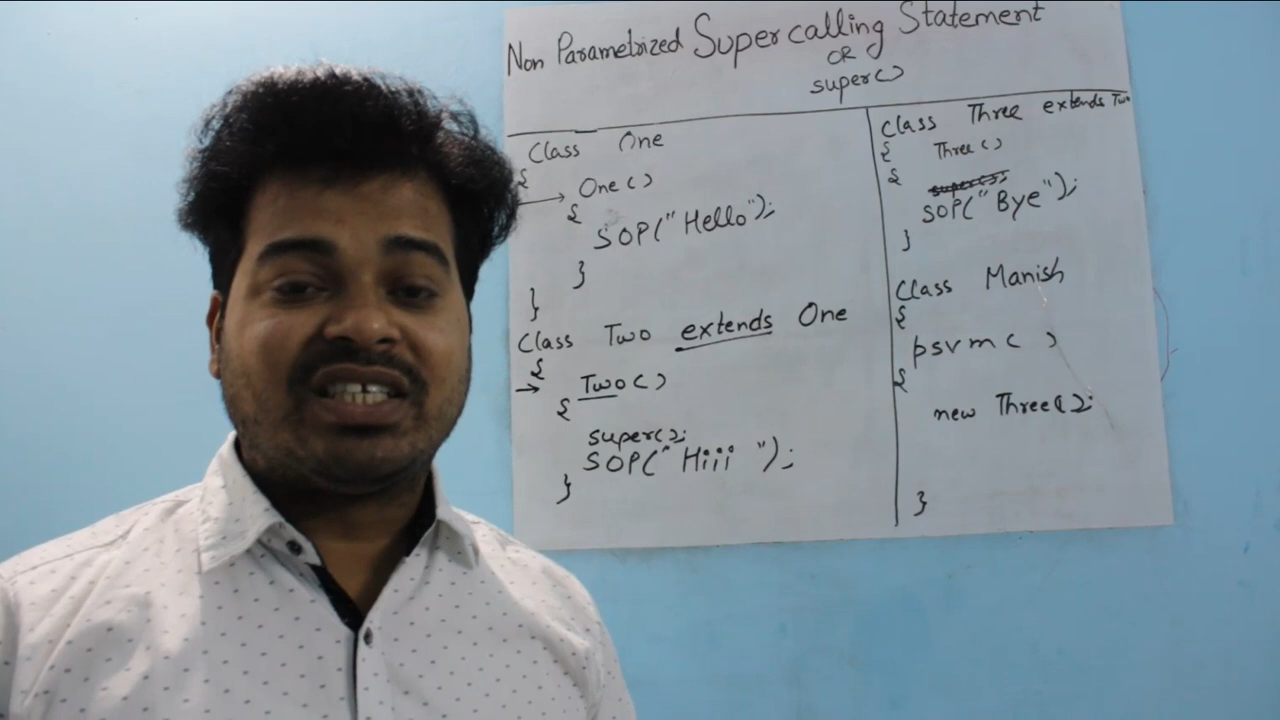 Non Parametrized Supercalling Statement
OR
super()
Class One
{
One()
{
SOP("Hello");
}
}
Class Two extends One
{
Two()
{
super();
SOP("Hiii ");
}
Class Three extends Two
{
Three()
{
super();
SOP("Bye");
}
Class Manish
{
psvm( )
{
new Three();
}